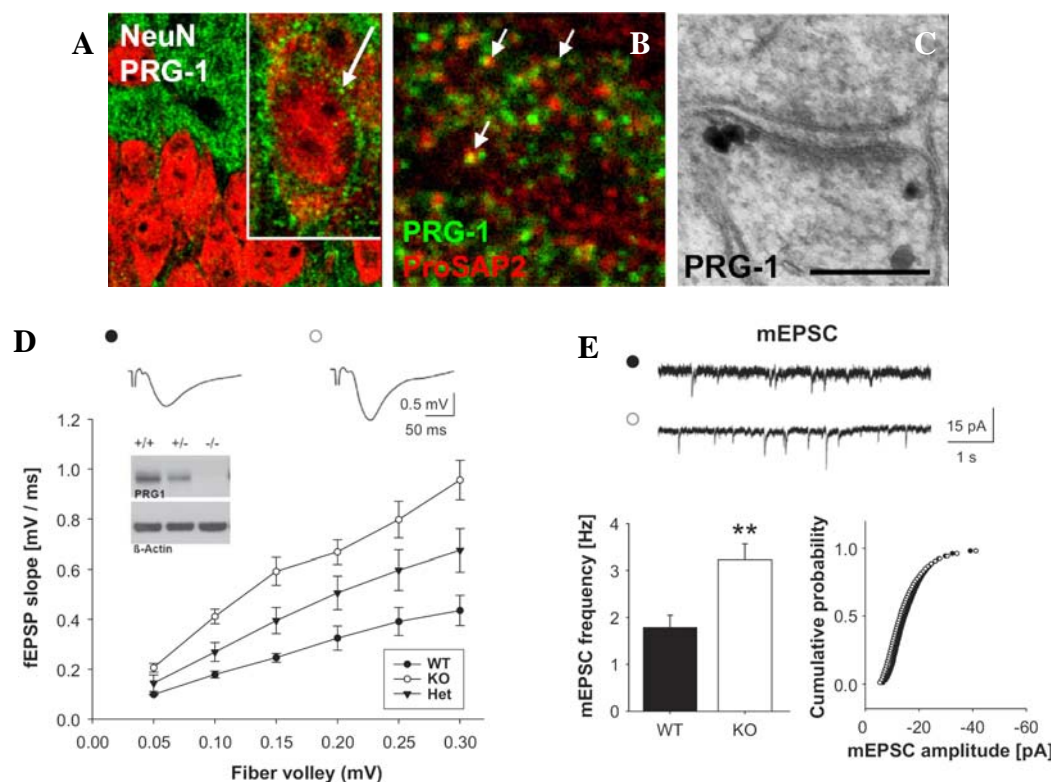 A
NeuN
PRG-1
B
PRG-1
ProSAP2
C
PRG-1
D
0.5 mV
50 ms
1.2
1.0
0.8
0.6
0.4
0.2
0.0
fEPSP slope [mV / ms]
+/+ +/- -/-
PRG1
ß-Actin
WT
KO
Het
0.00 0.05 0.10 0.15 0.20 0.25 0.30
Fiber volley (mV)
E
mEPSC
15 pA
1 s
4
3
2
1
0
mEPSC frequency [Hz]
**
WT KO
1.0
0.5
0.0
Cumulative probability
0 -20 -40 -60
mEPSC amplitude [pA]